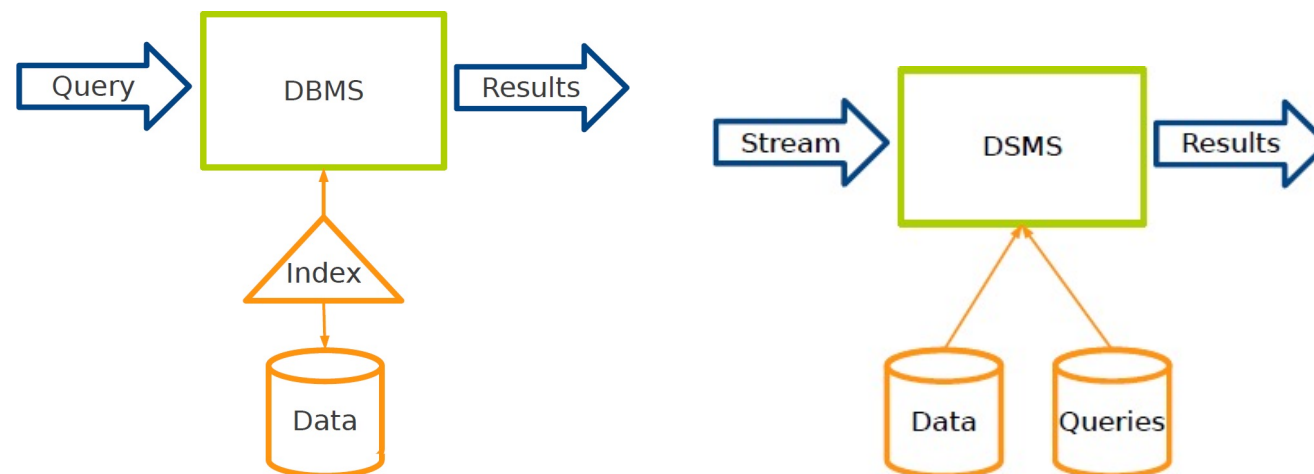 Query
DBMS
Results
Index
Data
Stream
DSMS
Results
Data
Queries